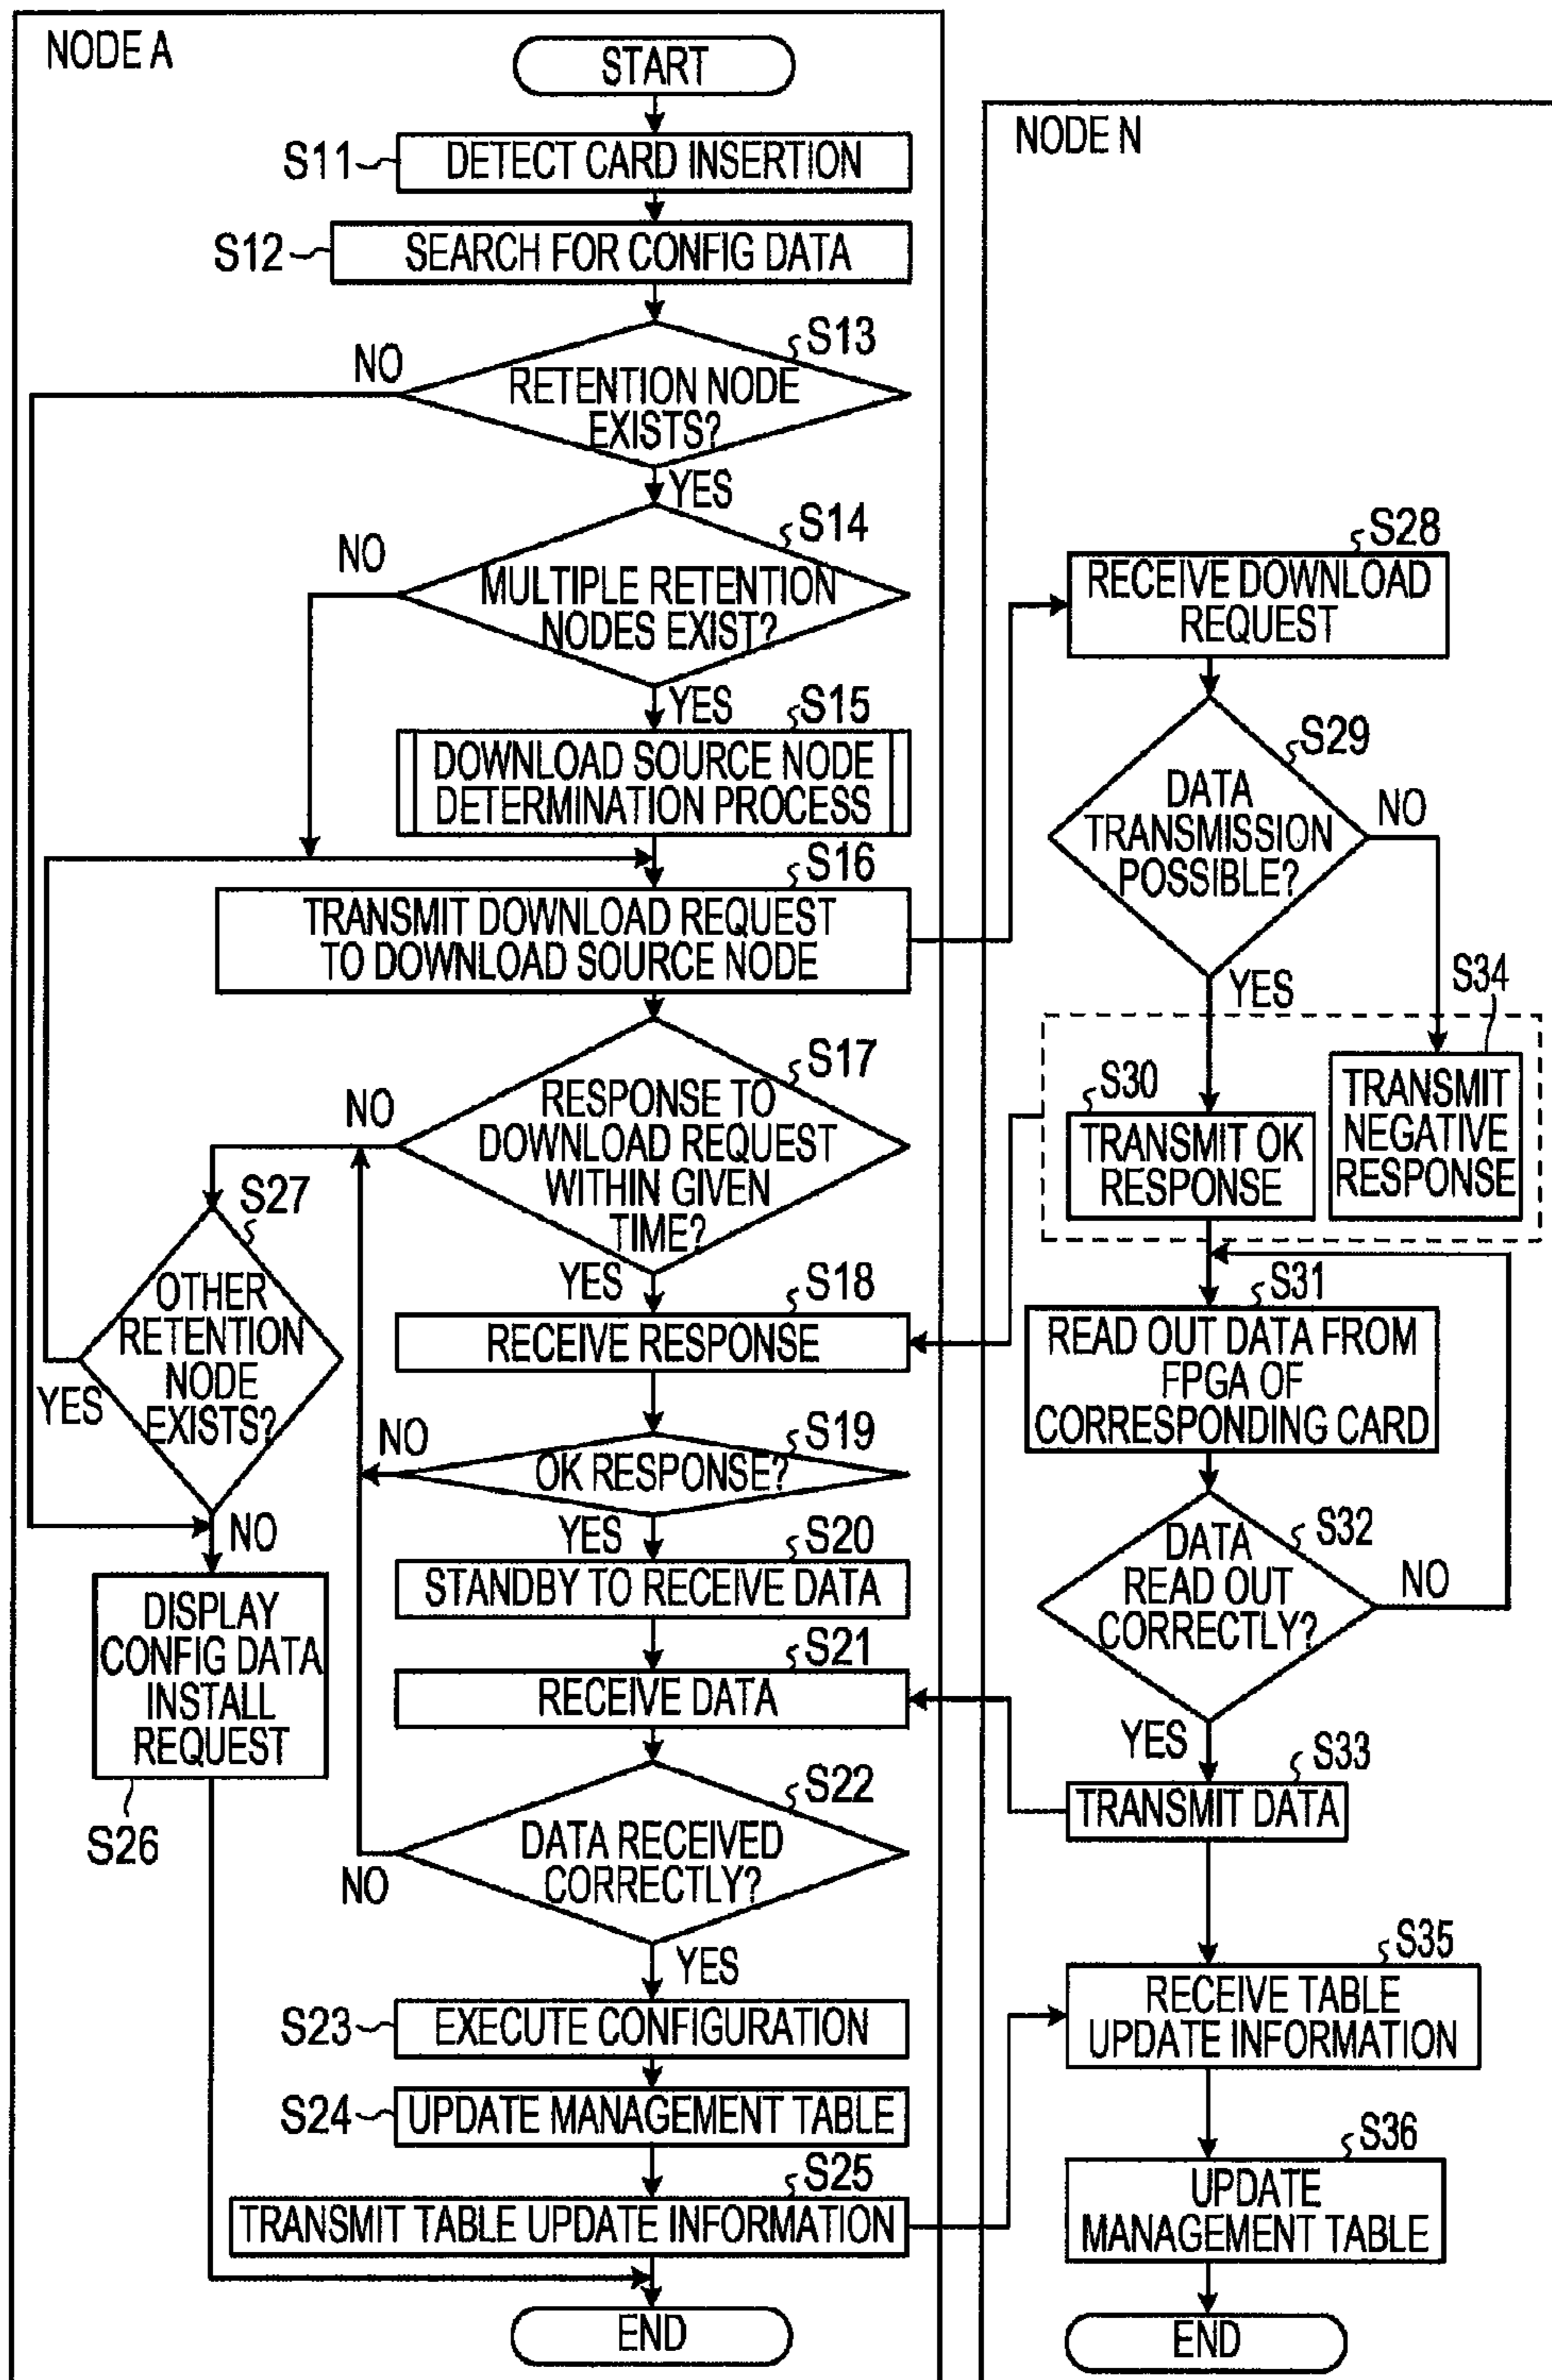 NODE A
START
S11
DETECT CARD INSERTION
S12
SEARCH FOR CONFIG DATA
S13
NO
RETENTION NODE
EXISTS?
YES
S14
NO
MULTIPLE RETENTION
NODES EXIST?
YES
S15
DOWNLOAD SOURCE NODE
DETERMINATION PROCESS
S16
TRANSMIT DOWNLOAD REQUEST
TO DOWNLOAD SOURCE NODE
S17
NO
RESPONSE TO
DOWNLOAD REQUEST
WITHIN GIVEN
TIME?
YES
S27
OTHER
RETENTION
NODE
EXISTS?
YES
NO
S18
RECEIVE RESPONSE
S19
NO
OK RESPONSE?
YES
S20
STANDBY TO RECEIVE DATA
S21
RECEIVE DATA
DISPLAY
CONFIG DATA
INSTALL
REQUEST
S26
S22
DATA RECEIVED
CORRECTLY?
NO
YES
S23
EXECUTE CONFIGURATION
S24
UPDATE MANAGEMENT TABLE
S25
TRANSMIT TABLE UPDATE INFORMATION
END
NODE N
S28
RECEIVE DOWNLOAD
REQUEST
S29
DATA
TRANSMISSION
POSSIBLE?
NO
YES
S34
TRANSMIT
NEGATIVE
RESPONSE
S30
TRANSMIT OK
RESPONSE
S31
READ OUT DATA FROM
FPGA OF
CORRESPONDING CARD
S32
DATA
READ OUT
CORRECTLY?
NO
YES
S33
TRANSMIT DATA
S35
RECEIVE TABLE
UPDATE INFORMATION
S36
UPDATE
MANAGEMENT TABLE
END